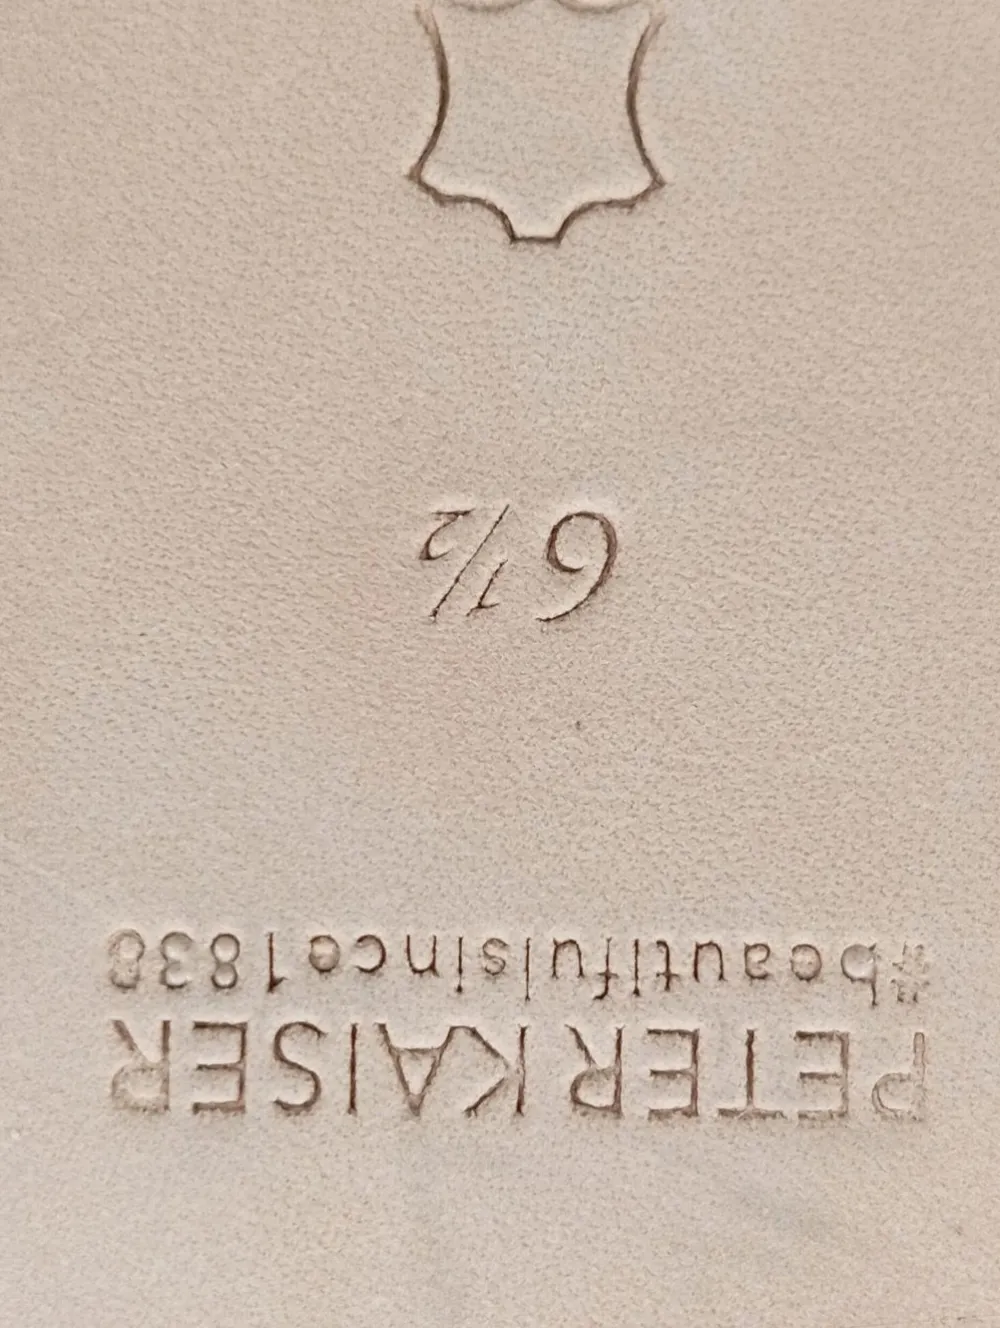 PETER KAISER
#beautifulsince1838
6½